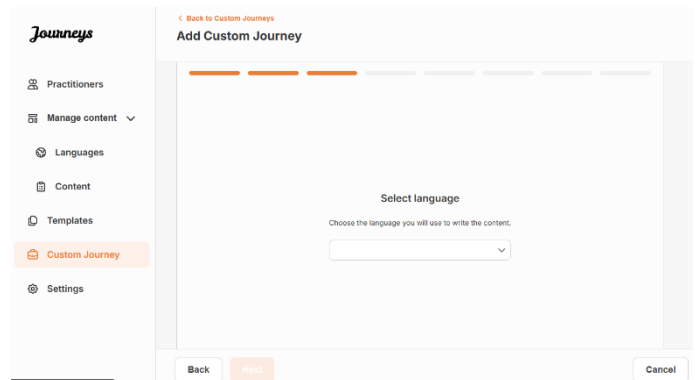 Journeys
< Back to Custom Journeys
Add Custom Journey
Practitioners
Manage content
Languages
Content
Templates
Custom Journey
Settings
Select language
Choose the language you will use to write the content.
Back
Next
Cancel